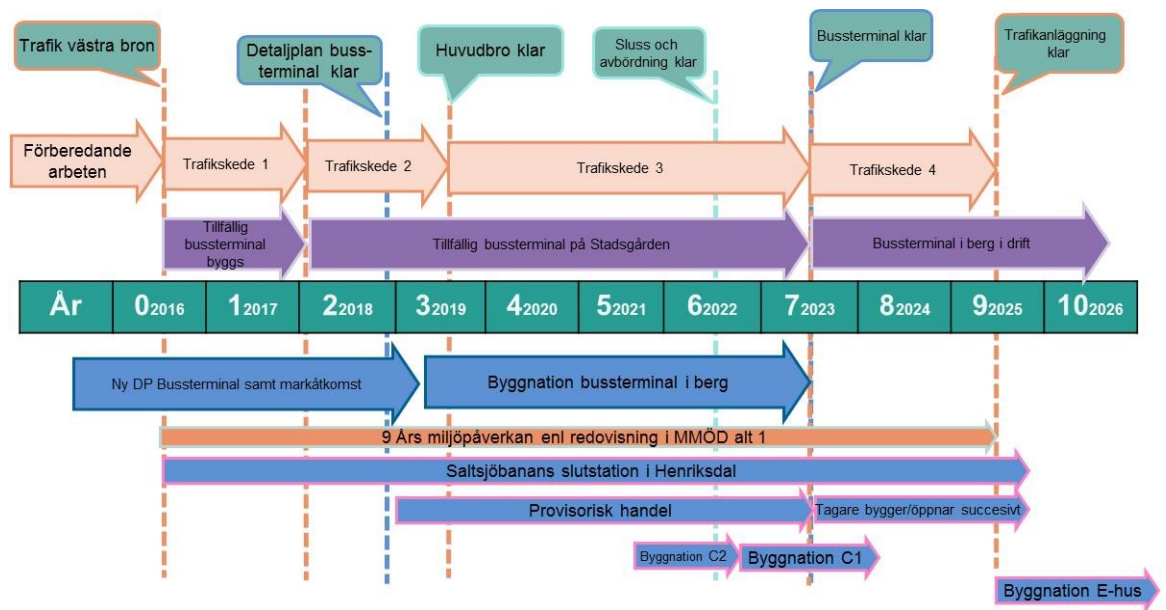 Trafik västra bron
Detaljplan buss-
terminal klar
Huvudbro klar
Sluss och
avbördning klar
Bussterminal klar
Trafikanläggning
klar
Förberedande
arbeten
Trafikskede 1
Trafikskede 2
Trafikskede 3
Trafikskede 4
Tillfällig
bussterminal
byggs
Tillfällig bussterminal på Stadsgården
Bussterminal i berg i drift
År
0 2016
1 2017
2 2018
3 2019
4 2020
5 2021
6 2022
7 2023
8 2024
9 2025
10 2026
Ny DP Bussterminal samt markåtkomst
Byggnation bussterminal i berg
9 Års miljöpåverkan enl redovisning i MMÖD alt 1
Saltsjöbanans slutstation i Henriksdal
Provisorisk handel
Tagare bygger/öppnar succesivt
Byggnation C2
Byggnation C1
Byggnation E-hus